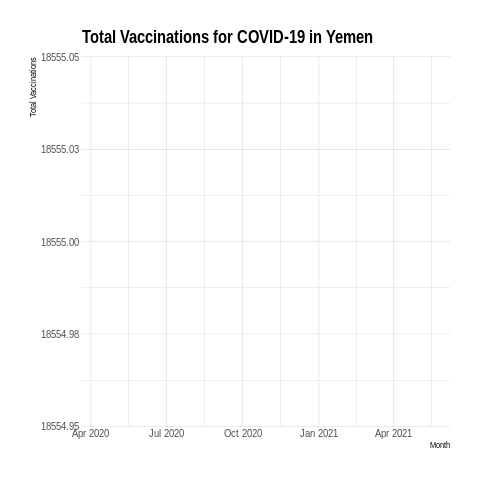 Total Vaccinations for COVID-19 in Yemen
Total Vaccinations
18555.05
18555.03
18555.00
18554.98
18554.95
Apr 2020 Jul 2020 Oct 2020 Jan 2021 Apr 2021
Month